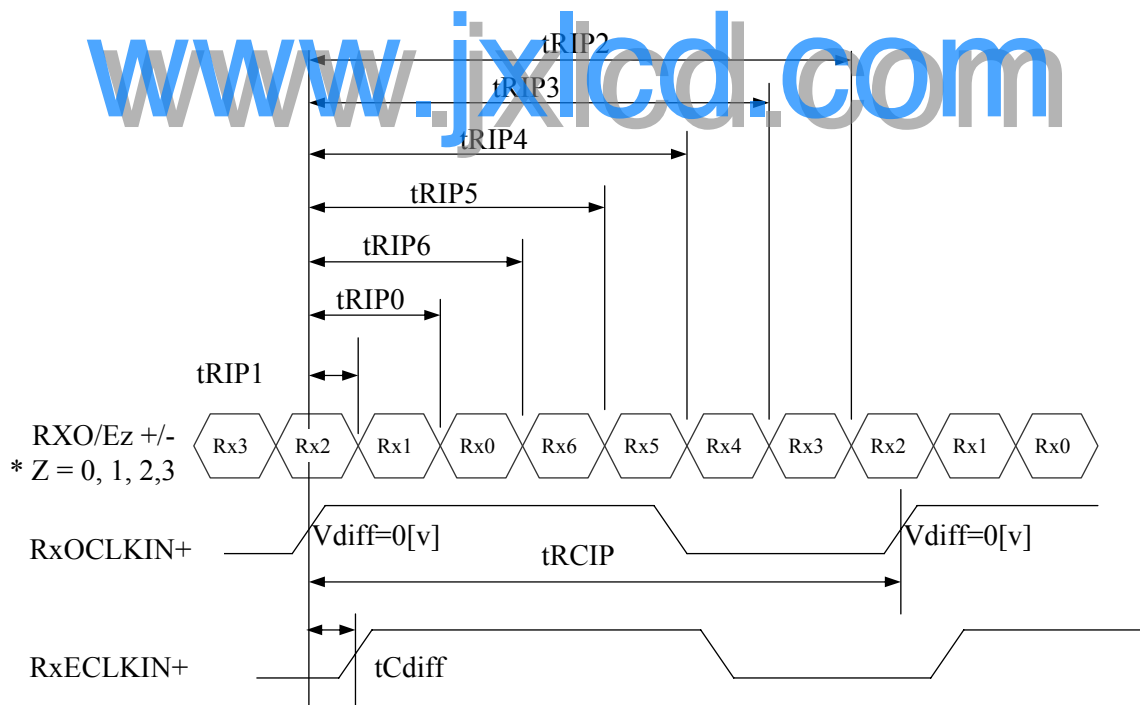 www.jxlcd.com
tRIP2
tRIP3
tRIP4
tRIP5
tRIP6
tRIP0
tRIP1
RXO/Ez +/-
* Z = 0, 1, 2,3
Rx3 Rx2 Rx1 Rx0 Rx6 Rx5 Rx4 Rx3 Rx2 Rx1 Rx0
RxOCLKIN+
Vdiff=0[v] Vdiff=0[v]
tRCIP
RxECLKIN+
tCdiff